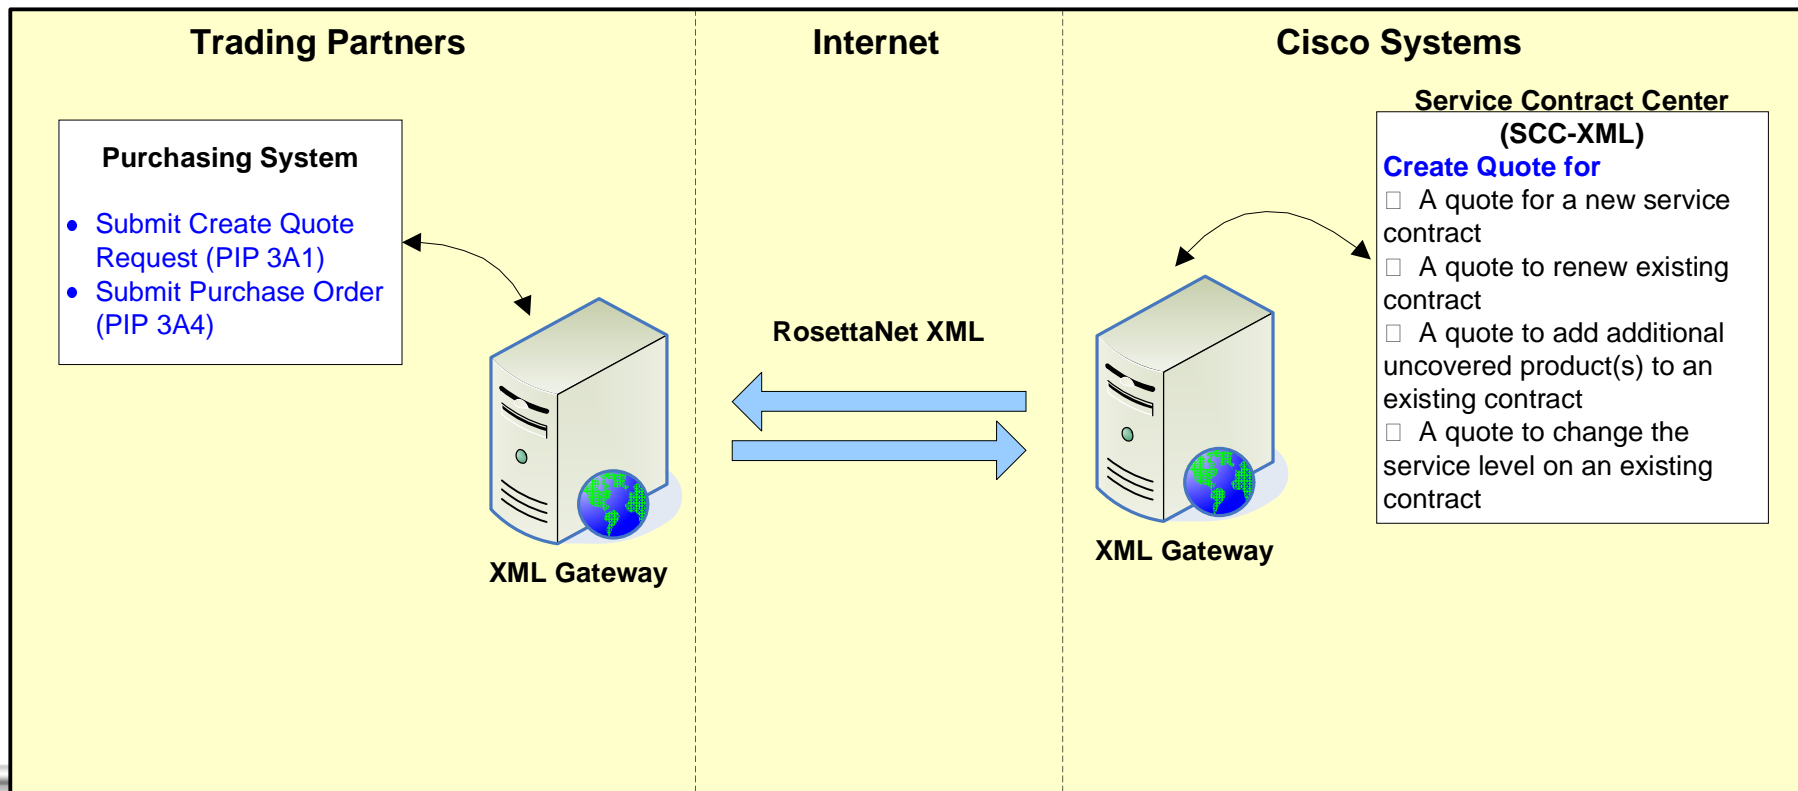 Trading Partners
Internet
Cisco Systems
Purchasing System
• Submit Create Quote
Request (PIP 3A1)
• Submit Purchase Order
(PIP 3A4)
XML Gateway
RosettaNet XML
XML Gateway
Service Contract Center
(SCC-XML)
Create Quote for
□ A quote for a new service
contract
□ A quote to renew existing
contract
□ A quote to add additional
uncovered product(s) to an
existing contract
□ A quote to change the
service level on an existing
contract